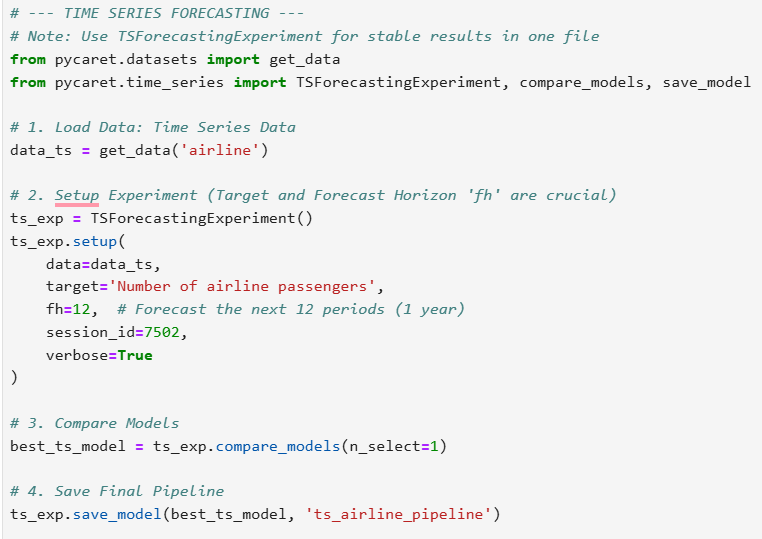 # --- TIME SERIES FORECASTING ---
# Note: Use TSForecastingExperiment for stable results in one file
from pycaret.datasets import get_data
from pycaret.time_series import TSForecastingExperiment, compare_models, save_model

# 1. Load Data: Time Series Data
data_ts = get_data('airline')

# 2. Setup Experiment (Target and Forecast Horizon 'fh' are crucial)
ts_exp = TSForecastingExperiment()
ts_exp.setup(
    data=data_ts,
    target='Number of airline passengers',
    fh=12,  # Forecast the next 12 periods (1 year)
    session_id=7502,
    verbose=True
)

# 3. Compare Models
best_ts_model = ts_exp.compare_models(n_select=1)

# 4. Save Final Pipeline
ts_exp.save_model(best_ts_model, 'ts_airline_pipeline')